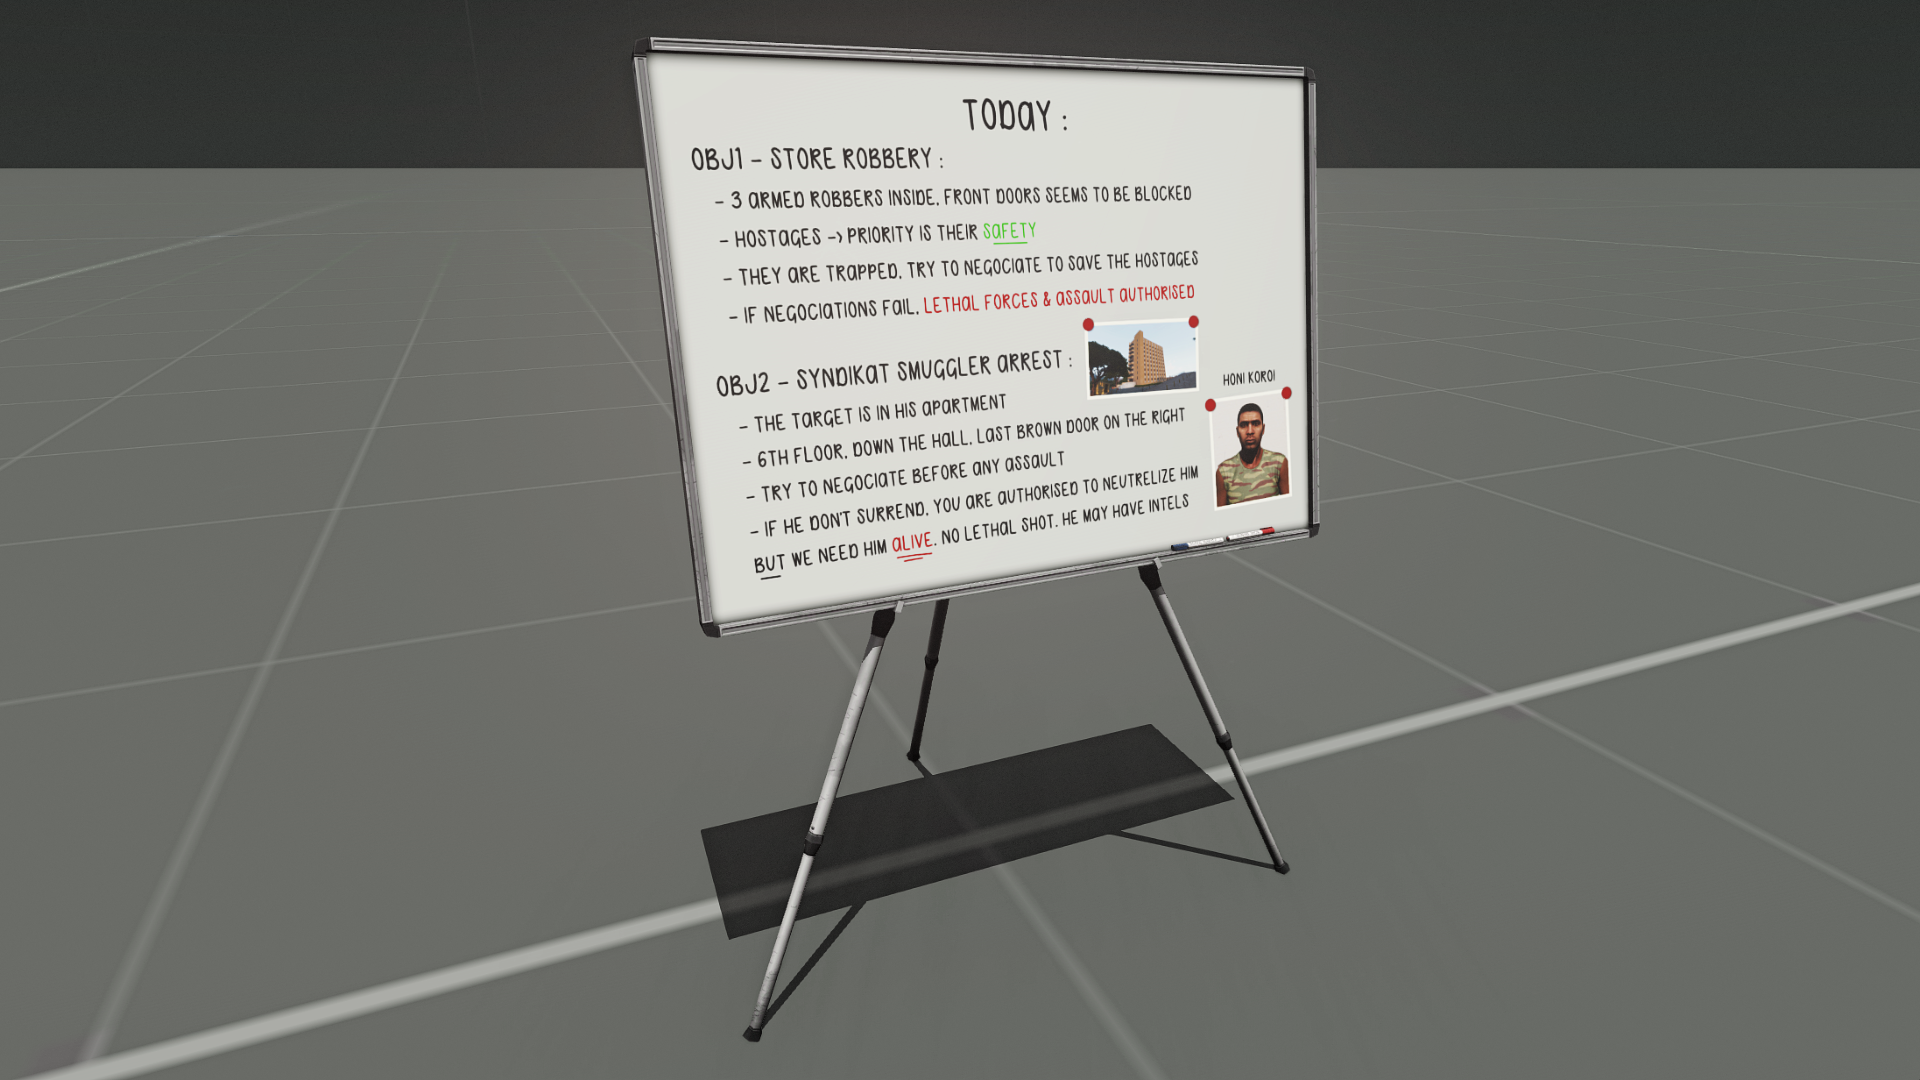 TODAY :
OBJ1 - STORE ROBBERY :
- 3 ARMED ROBBERS INSIDE, FRONT DOORS SEEMS TO BE BLOCKED
- HOSTAGES -> PRIORITY IS THEIR SAFETY
- THEY ARE TRAPPED, TRY TO NEGOCIATE TO SAVE THE HOSTAGES
- IF NEGOCIATIONS FAIL, LETHAL FORCES & ASSAULT AUTHORISED
OBJ2 - SYNDIKAT SMUGGLER ARREST :
- THE TARGET IS IN HIS APARTMENT
- 6TH FLOOR, DOWN THE HALL, LAST BROWN DOOR ON THE RIGHT
- TRY TO NEGOCIATE BEFORE ANY ASSAULT
- IF HE DON'T SURREND, YOU ARE AUTHORISED TO NEUTRELIZE HIM
BUT WE NEED HIM ALIVE. NO LETHAL SHOT. HE MAY HAVE INTELS
HONI KOROI